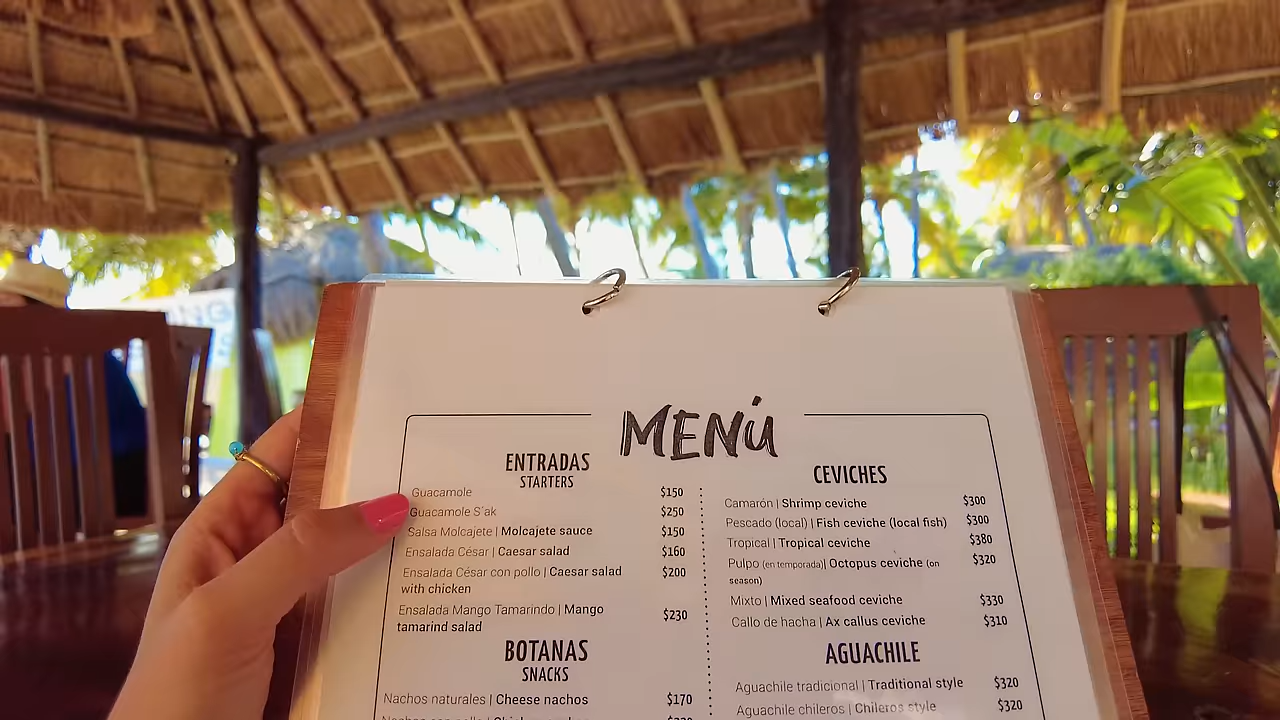 MENÚ
ENTRADAS
STARTERS
Guacamole $150
Guacamole S'ak $250
Salsa Molcajete | Molcajete sauce $150
Ensalada César | Caesar salad $160
Ensalada César con pollo | Caesar salad $200
with chicken
Ensalada Mango Tamarindo | Mango $230
tamarind salad
BOTANAS
SNACKS
Nachos naturales | Cheese nachos $170
CEVICHES
Camarón | Shrimp ceviche $300
Pescado (local) | Fish ceviche (local fish) $300
Tropical | Tropical ceviche $380
Pulpo (en temporada)| Octopus ceviche (on $320
season)
Mixto | Mixed seafood ceviche $330
Callo de hacha | Ax callus ceviche $310
AGUACHILE
Aguachile tradicional | Traditional style $320
Aguachile chileros | Chileros style $320